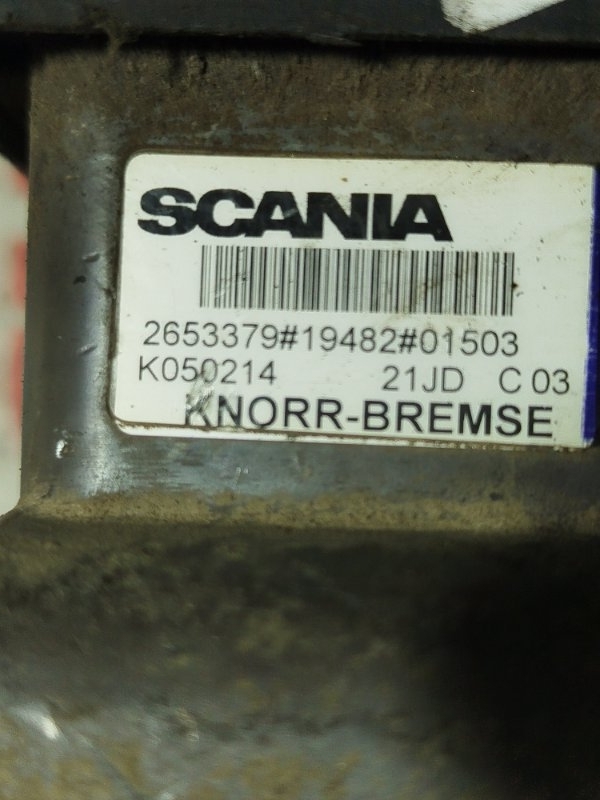 SCANIA
2653379#19482#01503
K050214 21JD C 03
KNORR-BREMSE